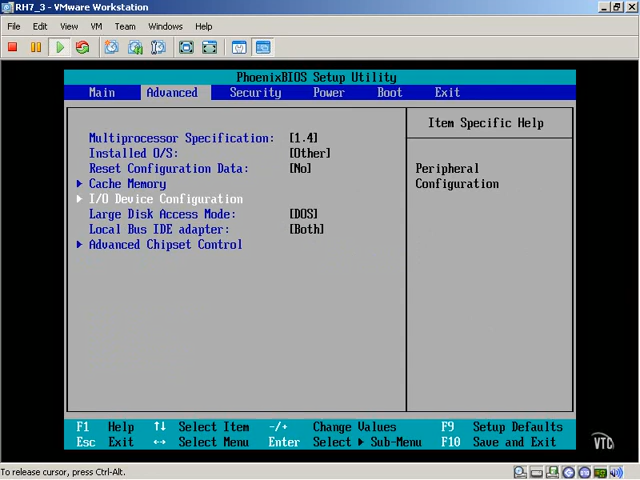 RH7_3 - VMware Workstation
File Edit View VM Team Windows Help
PhoenixBIOS Setup Utility
Main Advanced Security Power Boot Exit
Item Specific Help
Multiprocessor Specification: [1.4]
Installed O/S: [Other]
Reset Configuration Data: [No]
Cache Memory
I/O Device Configuration
Large Disk Access Mode: [DOS]
Local Bus IDE adapter: [Both]
Advanced Chipset Control
Peripheral
Configuration
F1 Help ↑↓ Select Item -/+ Change Values F9 Setup Defaults
Esc Exit ↔ Select Menu Enter Select ▶ Sub-Menu F10 Save and Exit
VTC
To release cursor, press Ctrl-Alt.